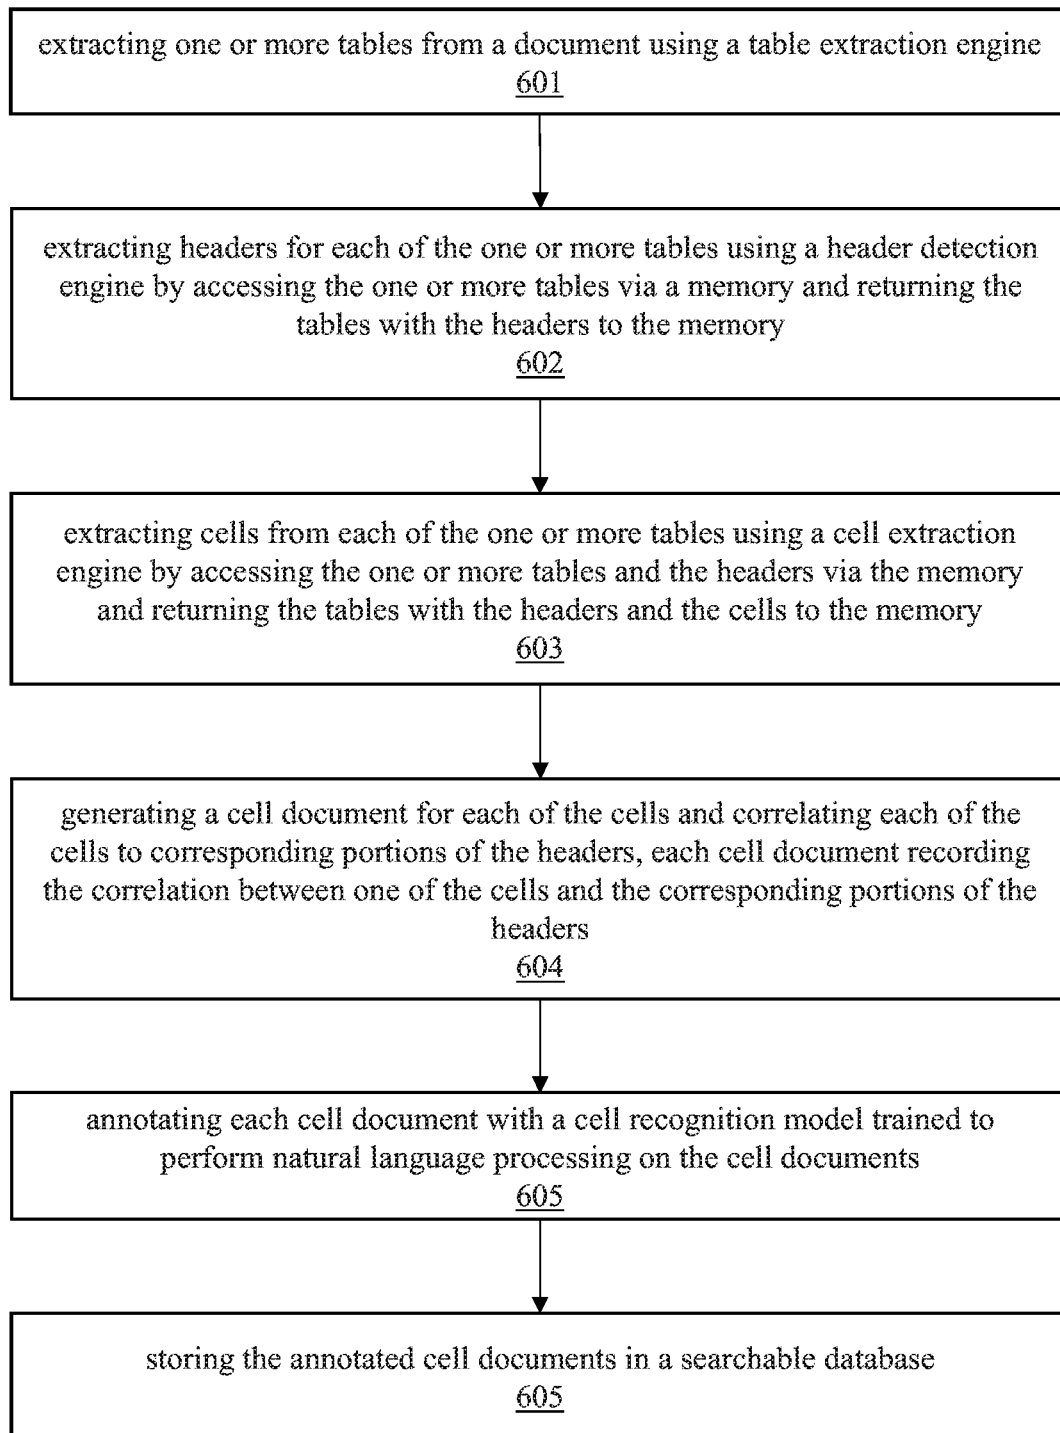 extracting one or more tables from a document using a table extraction engine
601
extracting headers for each of the one or more tables using a header detection
engine by accessing the one or more tables via a memory and returning the
tables with the headers to the memory
602
extracting cells from each of the one or more tables using a cell extraction
engine by accessing the one or more tables and the headers via the memory
and returning the tables with the headers and the cells to the memory
603
generating a cell document for each of the cells and correlating each of the
cells to corresponding portions of the headers, each cell document recording
the correlation between one of the cells and the corresponding portions of the
headers
604
annotating each cell document with a cell recognition model trained to
perform natural language processing on the cell documents
605
storing the annotated cell documents in a searchable database
605